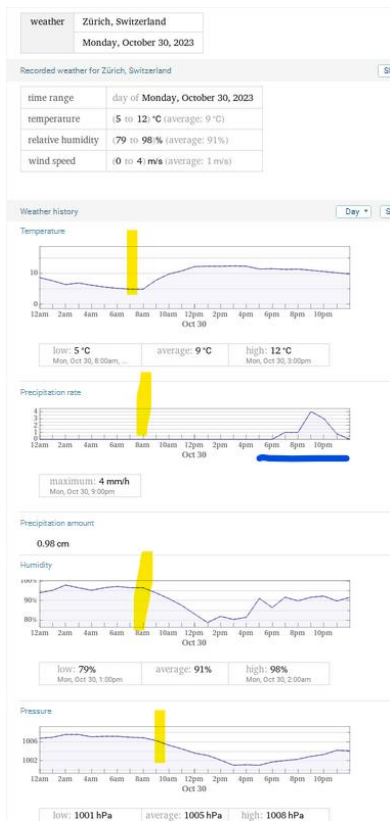 weather Zürich, Switzerland
Monday, October 30, 2023
Recorded weather for Zürich, Switzerland
time range day of Monday, October 30, 2023
temperature (5 to 12) °C (average: 9 °C)
relative humidity (79 to 98)% (average: 91%)
wind speed (0 to 4) m/s (average: 1 m/s)
Weather history Day
Temperature
10
0
12am 2am 4am 6am 8am 10am 12pm 2pm 4pm 6pm 8pm 10pm
Oct 30
low: 5 °C average: 9 °C high: 12 °C
Mon, Oct 30, 8:00am, ... Mon, Oct 30, 3:00pm
Precipitation rate
4
3
2
1
0
12am 2am 4am 6am 8am 10am 12pm 2pm 4pm 6pm 8pm 10pm
Oct 30
maximum: 4 mm/h
Mon, Oct 30, 9:00pm
Precipitation amount
0.98 cm
Humidity
100%
90%
80%
12am 2am 4am 6am 8am 10am 12pm 2pm 4pm 6pm 8pm 10pm
Oct 30
low: 79% average: 91% high: 98%
Mon, Oct 30, 1:00pm Mon, Oct 30, 2:00am
Pressure
1006
1002
12am 2am 4am 6am 8am 10am 12pm 2pm 4pm 6pm 8pm 10pm
Oct 30
low: 1001 hPa average: 1005 hPa high: 1008 hPa